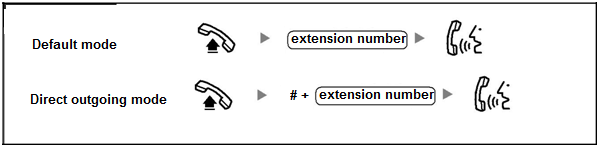 Default mode extension number
Direct outgoing mode # + extension number